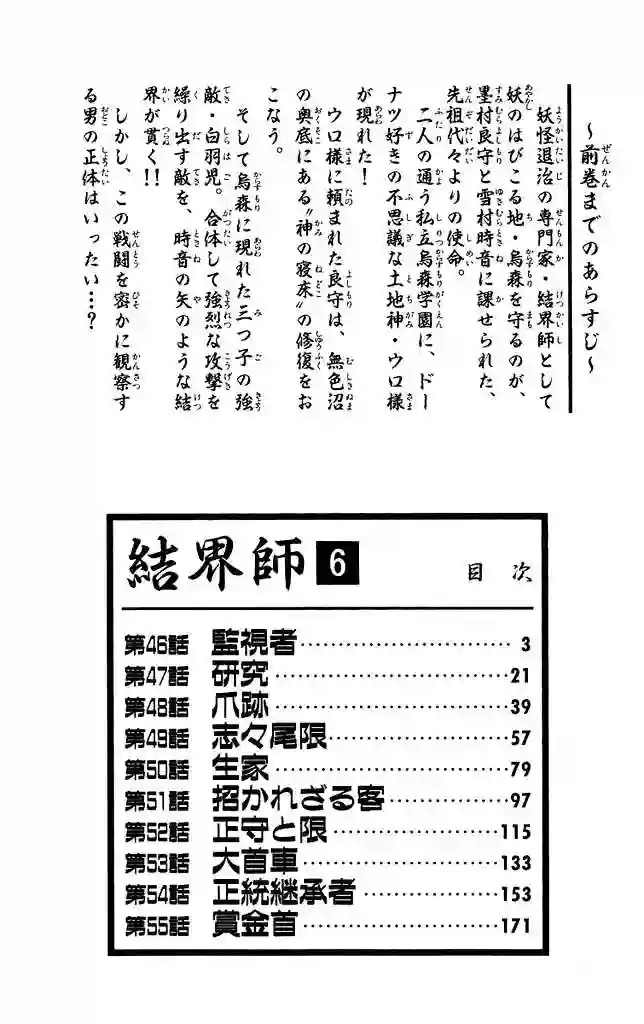 ～前巻までのあらすじ～
妖怪退治の専門家・結界師として
妖のはびこる地・烏森を守るのが、
墨村良守と雪村時音に課せられた、
先祖代々よりの使命。
二人の通う私立烏森学園に、ドー
ナツ好きの不思議な土地神・ウロ様
が現れた！
ウロ様に頼まれた良守は、無色沼
の奥底にある〝神の寝床〟の修復をお
こなう。
そして烏森に現れた三つ子の強
敵・白羽児。合体して強烈な攻撃を
繰り出す敵を、時音の矢のような結
界が貫く!!
しかし、この戦闘を密かに観察す
る男の正体はいったい…？
結界師 6 目次
第46話 監視者 3
第47話 研究 21
第48話 爪跡 39
第49話 志々尾限 57
第50話 生家 79
第51話 招かれざる客 97
第52話 正守と限 115
第53話 大首車 133
第54話 正統継承者 153
第55話 賞金首 171